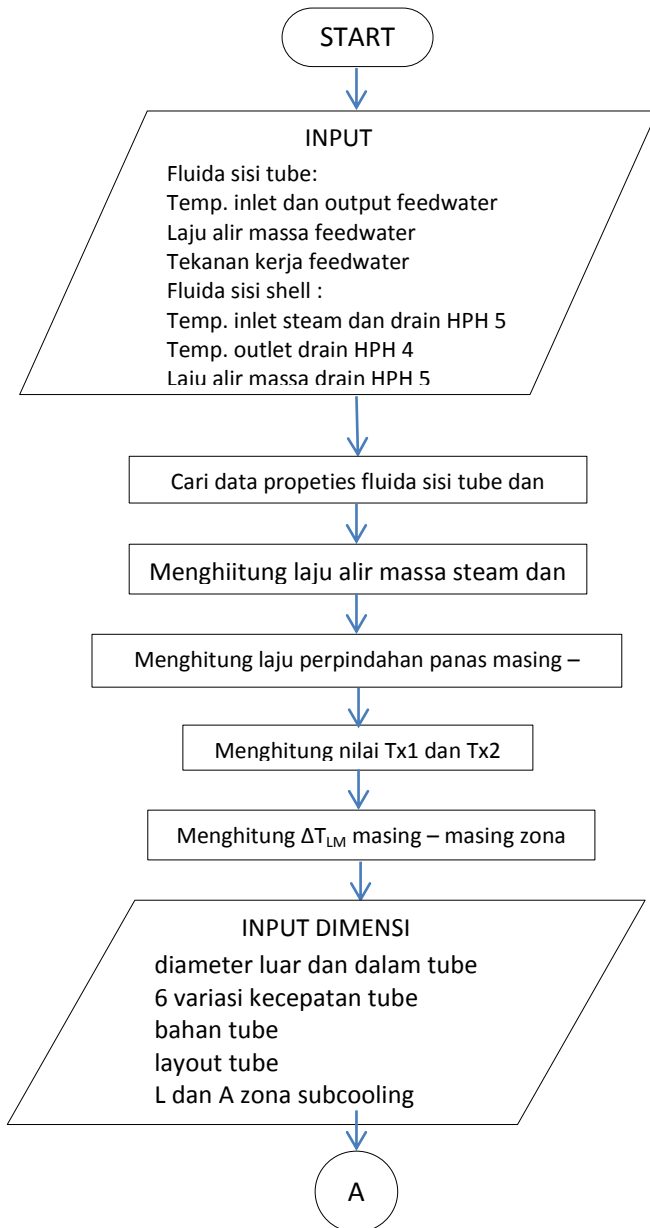 START
INPUT
Fluida sisi tube:
Temp. inlet dan output feedwater
Laju alir massa feedwater
Tekanan kerja feedwater
Fluida sisi shell :
Temp. inlet steam dan drain HPH 5
Temp. outlet drain HPH 4
Laju alir massa drain HPH 5
Cari data propeties fluida sisi tube dan
Menghiitung laju alir massa steam dan
Menghitung laju perpindahan panas masing –
Menghitung nilai Tx1 dan Tx2
Menghitung ΔTLM masing – masing zona
INPUT DIMENSI
diameter luar dan dalam tube
6 variasi kecepatan tube
bahan tube
layout tube
L dan A zona subcooling
A